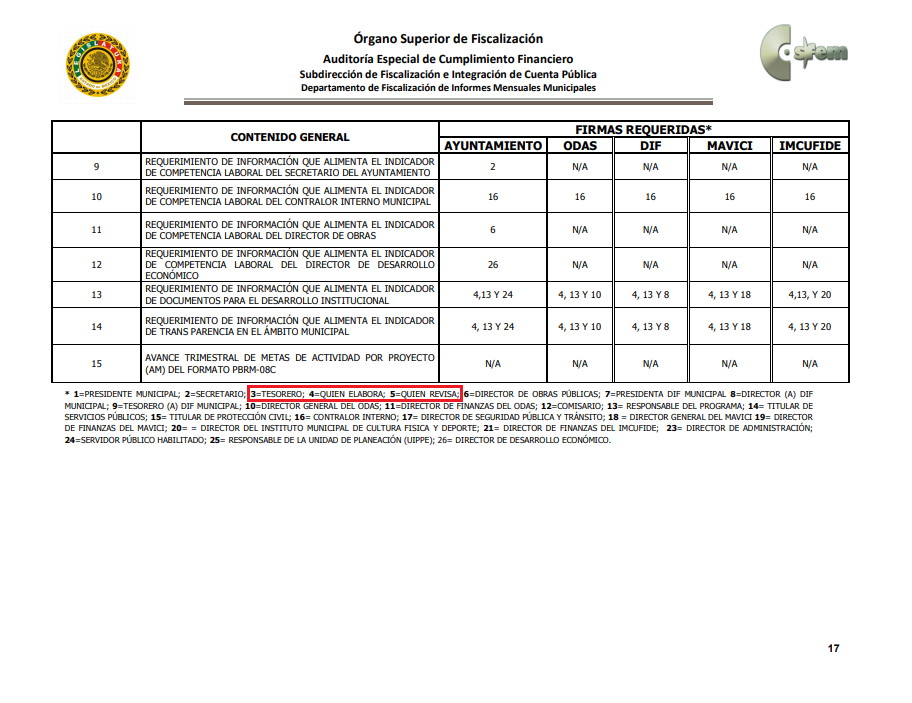 Órgano Superior de Fiscalización
Auditoría Especial de Cumplimiento Financiero
Subdirección de Fiscalización e Integración de Cuenta Pública
Departamento de Fiscalización de Informes Mensuales Municipales
LEGISLATURA
osfem
CONTENIDO GENERAL
FIRMAS REQUERIDAS*
AYUNTAMIENTO ODAS DIF MAVICI IMCUFIDE
9 REQUERIMIENTO DE INFORMACIÓN QUE ALIMENTA EL INDICADOR
DE COMPETENCIA LABORAL DEL SECRETARIO DEL AYUNTAMIENTO 2 N/A N/A N/A N/A
10 REQUERIMIENTO DE INFORMACIÓN QUE ALIMENTA EL INDICADOR
DE COMPETENCIA LABORAL DEL CONTRALOR INTERNO MUNICIPAL 16 16 16 16 16
11 REQUERIMIENTO DE INFORMACIÓN QUE ALIMENTA EL INDICADOR
DE COMPETENCIA LABORAL DEL DIRECTOR DE OBRAS 6 N/A N/A N/A N/A
12 REQUERIMIENTO DE INFORMACIÓN QUE ALIMENTA EL INDICADOR
DE COMPETENCIA LABORAL DEL DIRECTOR DE DESARROLLO
ECONÓMICO 26 N/A N/A N/A N/A
13 REQUERIMIENTO DE INFORMACIÓN QUE ALIMENTA EL INDICADOR
DE DOCUMENTOS PARA EL DESARROLLO INSTITUCIONAL 4,13 Y 24 4, 13 Y 10 4, 13 Y 8 4, 13 Y 18 4,13, Y 20
14 REQUERIMIENTO DE INFORMACIÓN QUE ALIMENTA EL INDICADOR
DE TRANS PARENCIA EN EL ÁMBITO MUNICIPAL 4, 13 Y 24 4, 13 Y 10 4, 13 Y 8 4, 13 Y 18 4, 13 Y 20
15 AVANCE TRIMESTRAL DE METAS DE ACTIVIDAD POR PROYECTO
(AM) DEL FORMATO PBRM-08C N/A N/A N/A N/A N/A
* 1=PRESIDENTE MUNICIPAL; 2=SECRETARIO; 3=TESORERO; 4=QUIEN ELABORA; 5=QUIEN REVISA; 6=DIRECTOR DE OBRAS PÚBLICAS; 7=PRESIDENTA DIF MUNICIPAL 8=DIRECTOR (A) DIF
MUNICIPAL; 9=TESORERO (A) DIF MUNICIPAL; 10=DIRECTOR GENERAL DEL ODAS; 11=DIRECTOR DE FINANZAS DEL ODAS; 12=COMISARIO; 13= RESPONSABLE DEL PROGRAMA; 14= TITULAR DE
SERVICIOS PÚBLICOS; 15= TITULAR DE PROTECCIÓN CIVIL; 16= CONTRALOR INTERNO; 17= DIRECTOR DE SEGURIDAD PÚBLICA Y TRÁNSITO; 18 = DIRECTOR GENERAL DEL MAVICI 19= DIRECTOR
DE FINANZAS DEL MAVICI; 20= = DIRECTOR DEL INSTITUTO MUNICIPAL DE CULTURA FISICA Y DEPORTE; 21= DIRECTOR DE FINANZAS DEL IMCUFIDE; 23= DIRECTOR DE ADMINISTRACIÓN;
24=SERVIDOR PÚBLICO HABILITADO; 25= RESPONSABLE DE LA UNIDAD DE PLANEACIÓN (UIPPE); 26= DIRECTOR DE DESARROLLO ECONÓMICO.
17